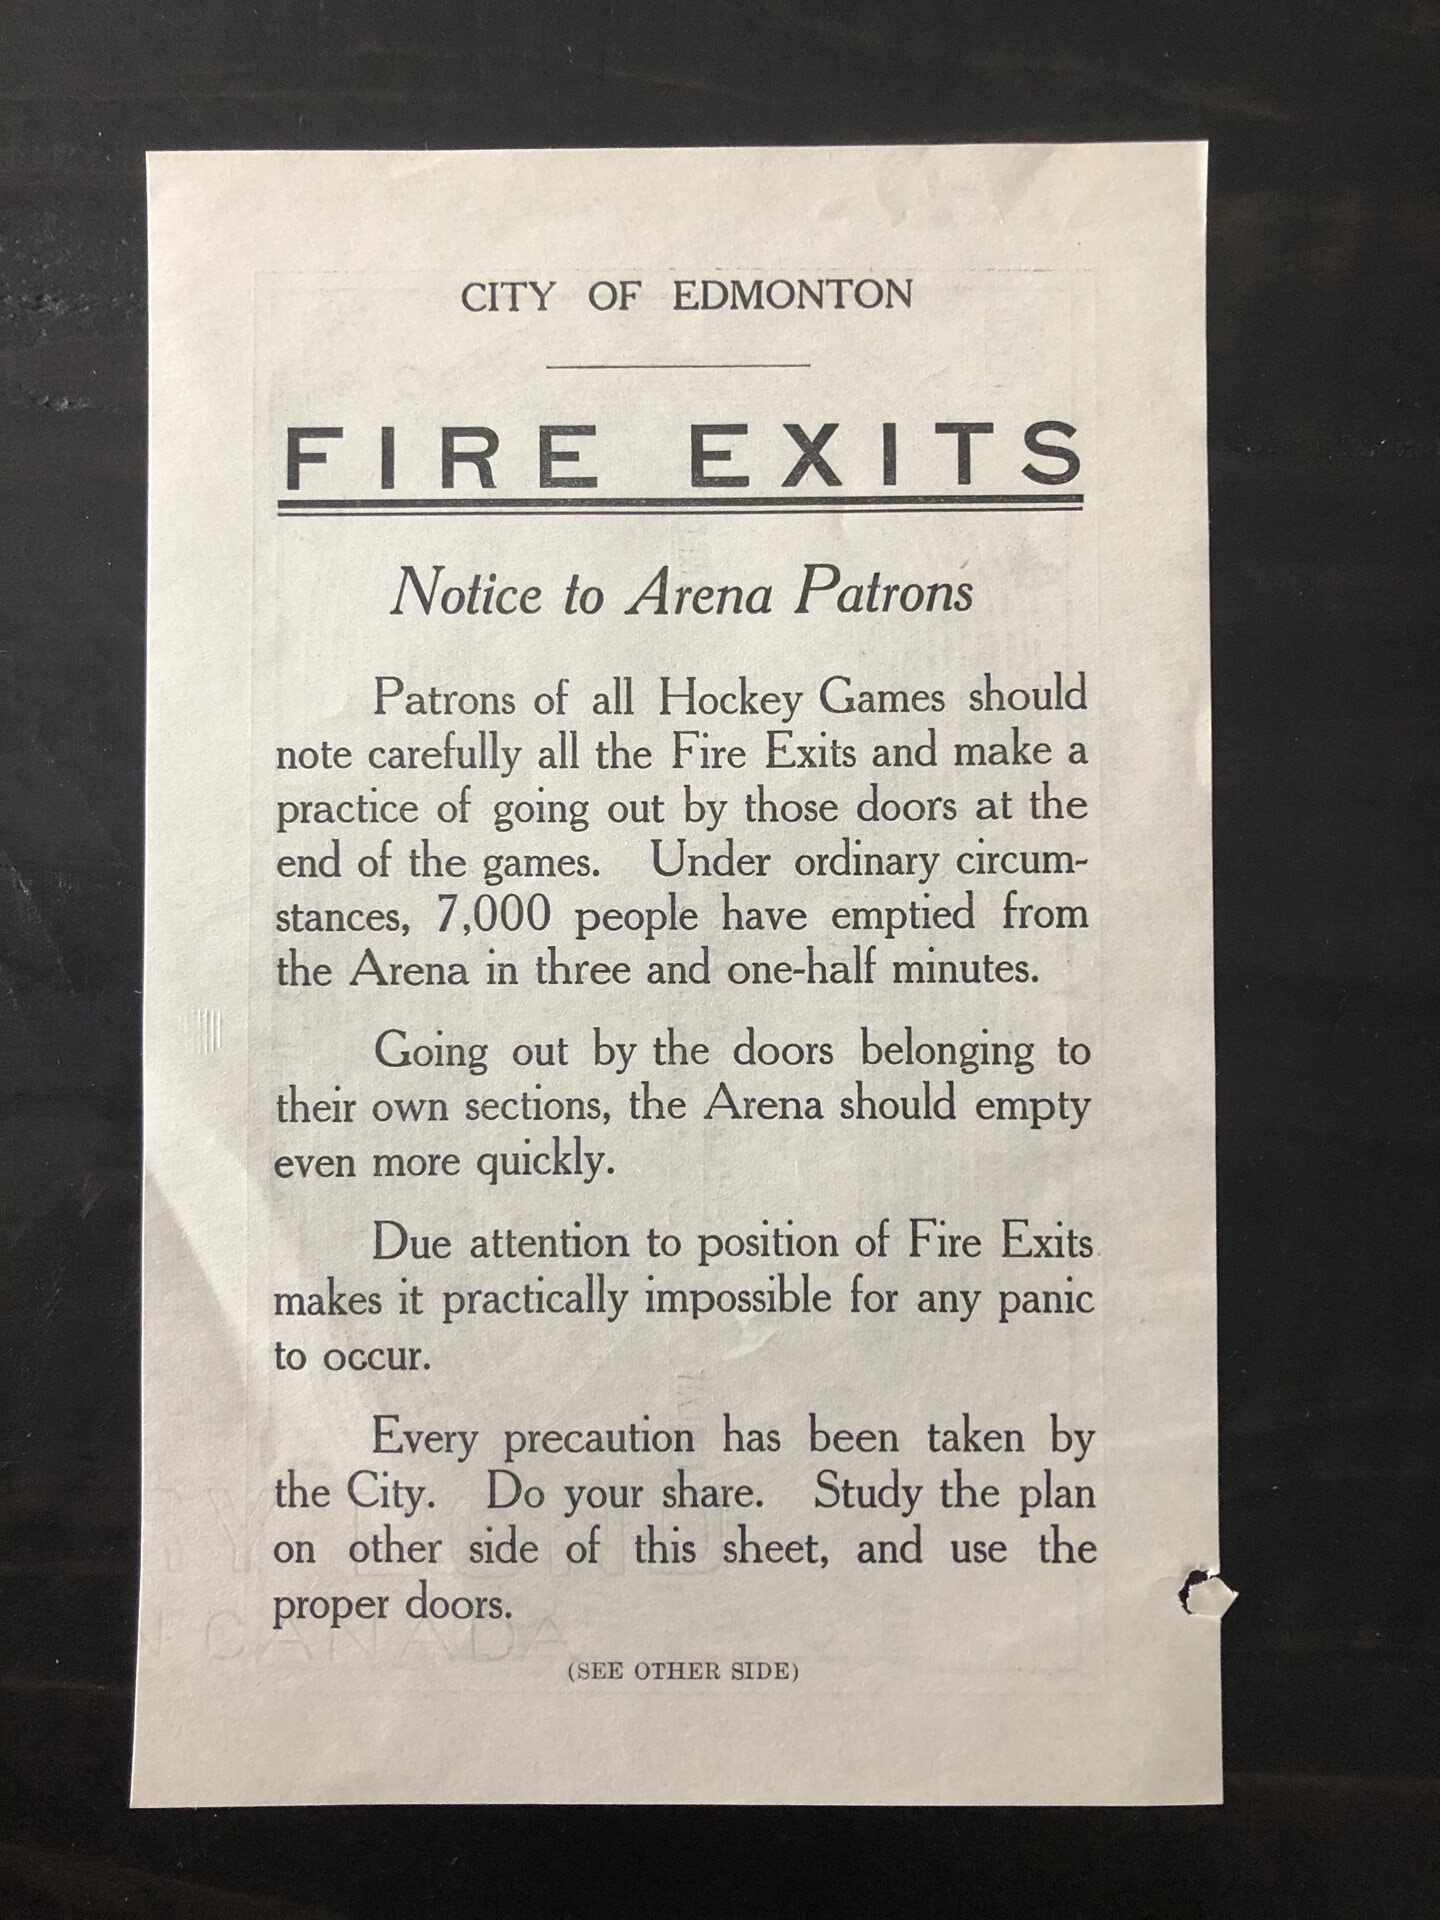 CITY OF EDMONTON
FIRE EXITS
Notice to Arena Patrons
Patrons of all Hockey Games should
note carefully all the Fire Exits and make a
practice of going out by those doors at the
end of the games. Under ordinary circum-
stances, 7,000 people have emptied from
the Arena in three and one-half minutes.
Going out by the doors belonging to
their own sections, the Arena should empty
even more quickly.
Due attention to position of Fire Exits
makes it practically impossible for any panic
to occur.
Every precaution has been taken by
the City. Do your share. Study the plan
on other side of this sheet, and use the
proper doors.
CANADA
(SEE OTHER SIDE)